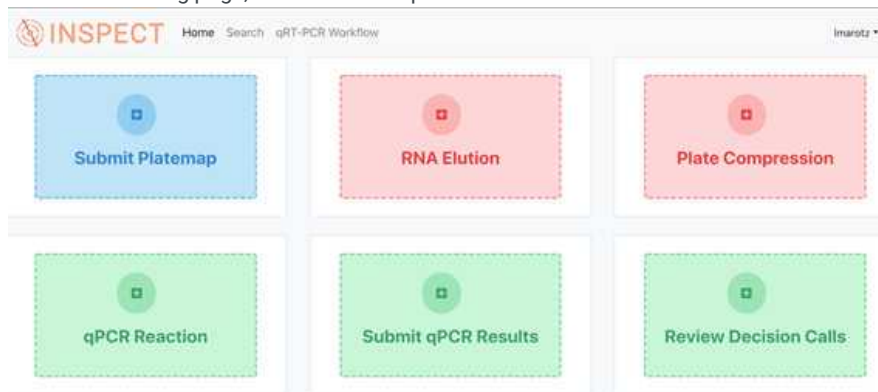 INSPECT Home Search qRT-PCR Workflow lmarotz
Submit Platemap RNA Elution Plate Compression
qPCR Reaction Submit qPCR Results Review Decision Calls